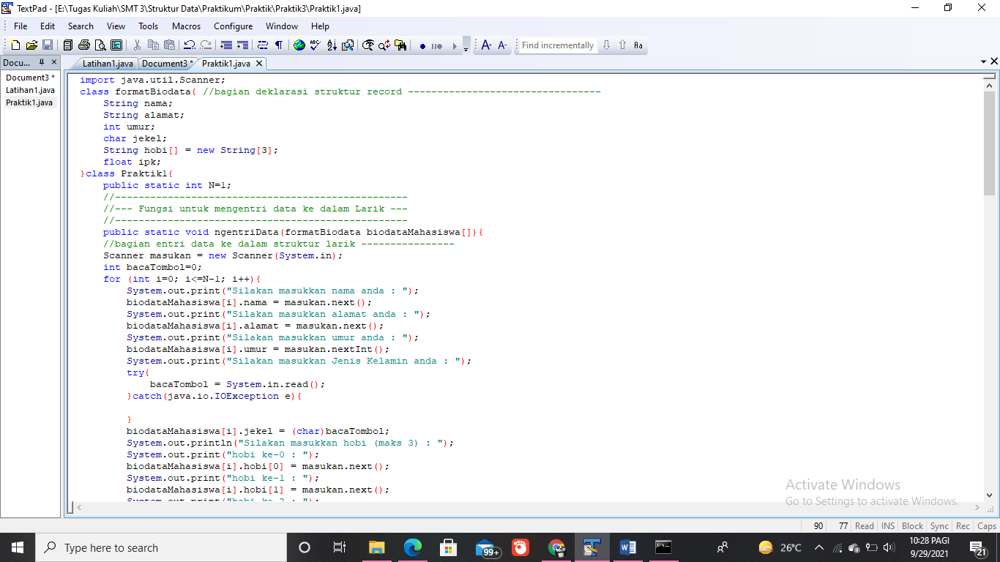 TextPad - [E:\Tugas Kuliah\SMT 3\Struktur Data\Praktikum\Praktik\Praktik3\Praktik1.java]
File Edit Search View Tools Macros Configure Window Help
Find incrementally
Docu...
Latihan1.java Document3 * Praktik1.java
Document3 *
Latihan1.java
Praktik1.java
import java.util.Scanner;
class formatBiodata{ //bagian deklarasi struktur record ---------------------------------
String nama;
String alamat;
int umur;
char jekel;
String hobi[] = new String[3];
float ipk;
}class Praktik1{
public static int N=1;
//--------------------------------------------------
//--- Fungsi untuk mengentri data ke dalam Larik ---
//--------------------------------------------------
public static void ngentriData(formatBiodata biodataMahasiswa[]){
//bagian entri data ke dalam struktur larik ----------------
Scanner masukan = new Scanner(System.in);
int bacaTombol=0;
for (int i=0; i<=N-1; i++){
System.out.print("Silakan masukkan nama anda : ");
biodataMahasiswa[i].nama = masukan.next();
System.out.print("Silakan masukkan alamat anda : ");
biodataMahasiswa[i].alamat = masukan.next();
System.out.print("Silakan masukkan umur anda : ");
biodataMahasiswa[i].umur = masukan.nextInt();
System.out.print("Silakan masukkan Jenis Kelamin anda : ");
try{
bacaTombol = System.in.read();
}catch(java.io.IOException e){
}
biodataMahasiswa[i].jekel = (char)bacaTombol;
System.out.println("Silakan masukkan hobi (maks 3) : ");
System.out.print("hobi ke-0 : ");
biodataMahasiswa[i].hobi[0] = masukan.next();
System.out.print("hobi ke-1 : ");
biodataMahasiswa[i].hobi[1] = masukan.next();
System.out.print("hobi ke-2 : ");
Activate Windows
Go to Settings to activate Windows.
90 77 Read INS Block Sync Rec Caps
Type here to search
99+
26°C
10:28 PAGI
9/29/2021
21